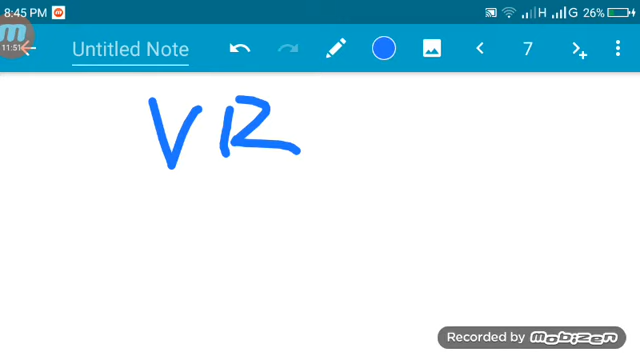 8:45 PM H G 26%
11:51 Untitled Note 7
VR
Recorded by mobizen